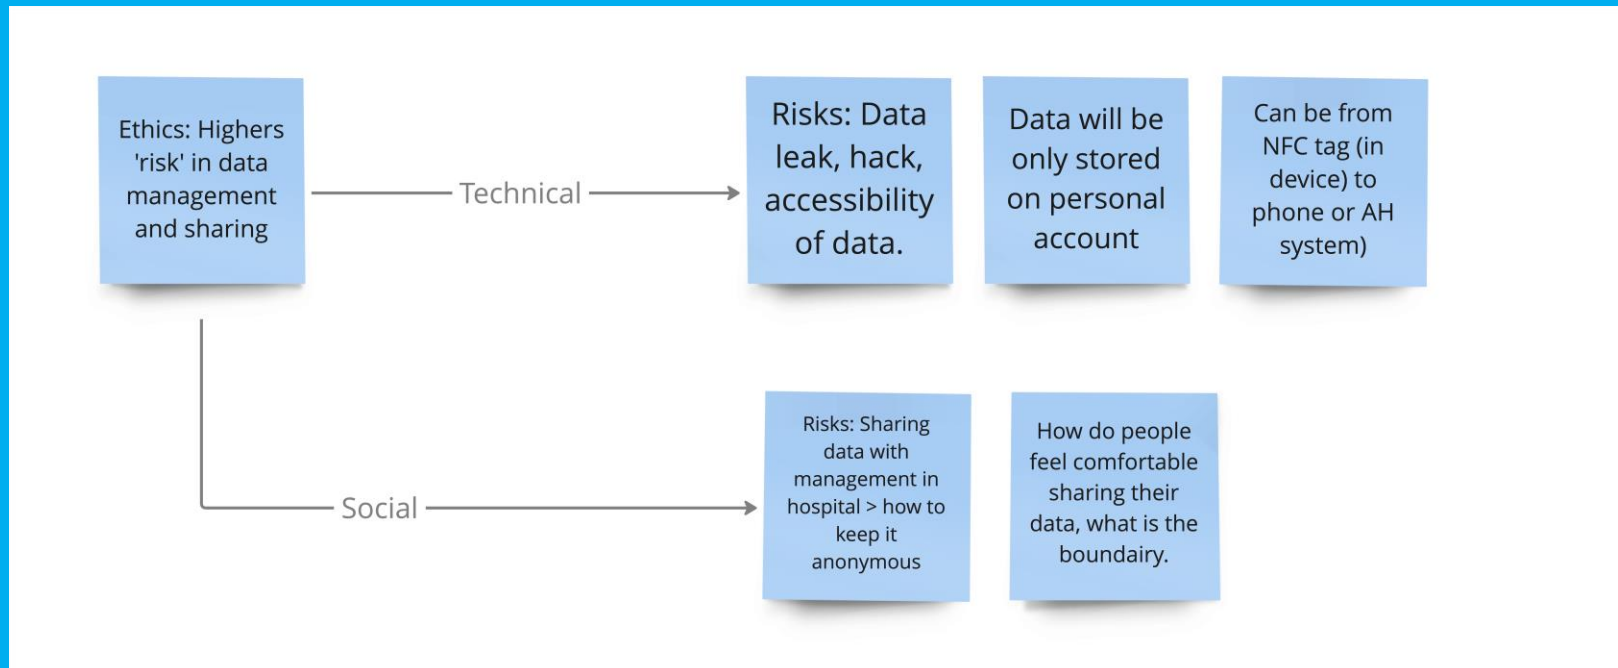 Ethics: Highers
'risk' in data
management
and sharing
Technical
Risks: Data
leak, hack,
accessibility
of data.
Data will be
only stored
on personal
account
Can be from
NFC tag (in
device) to
phone or AH
system)
Social
Risks: Sharing
data with
management in
hospital > how to
keep it
anonymous
How do people
feel comfortable
sharing their
data, what is the
boundairy.